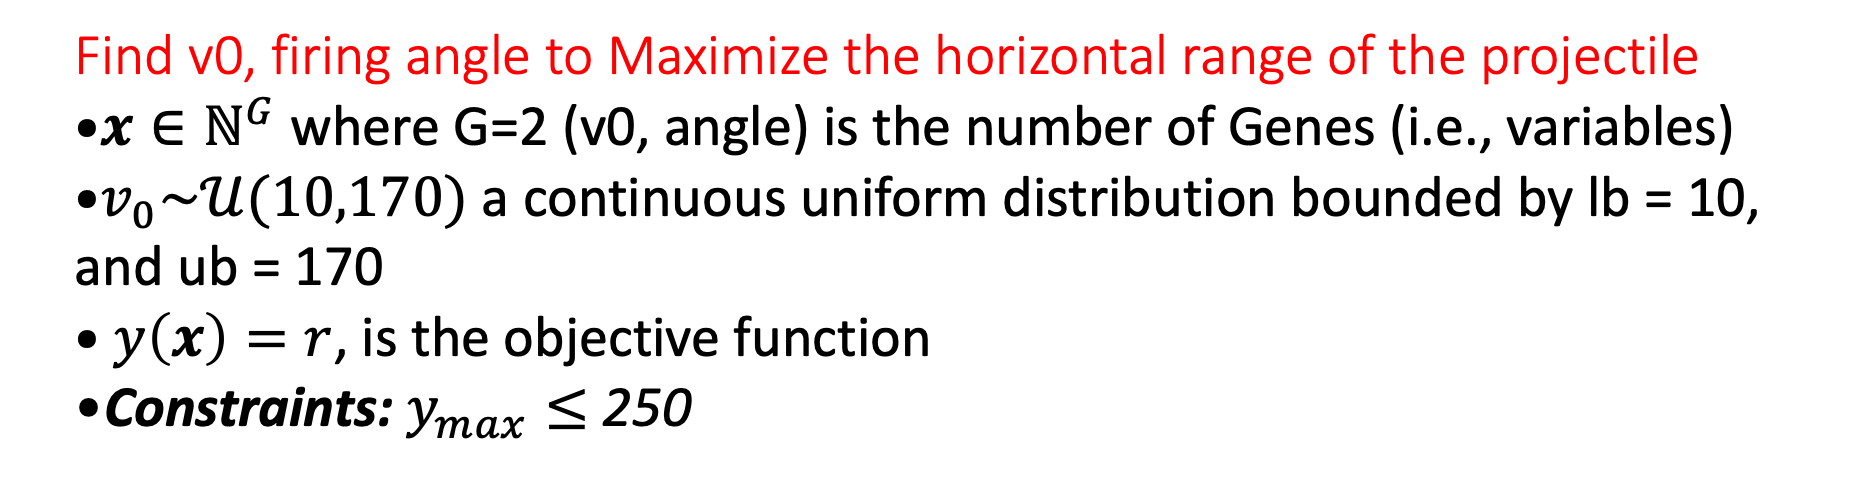 Find v0, firing angle to Maximize the horizontal range of the projectile
•𝒙 ∈ ℕ^G where G=2 (v0, angle) is the number of Genes (i.e., variables)
•v₀~𝒰(10,170) a continuous uniform distribution bounded by lb = 10,
and ub = 170
• y(𝒙) = r, is the objective function
•Constraints: y_max ≤ 250